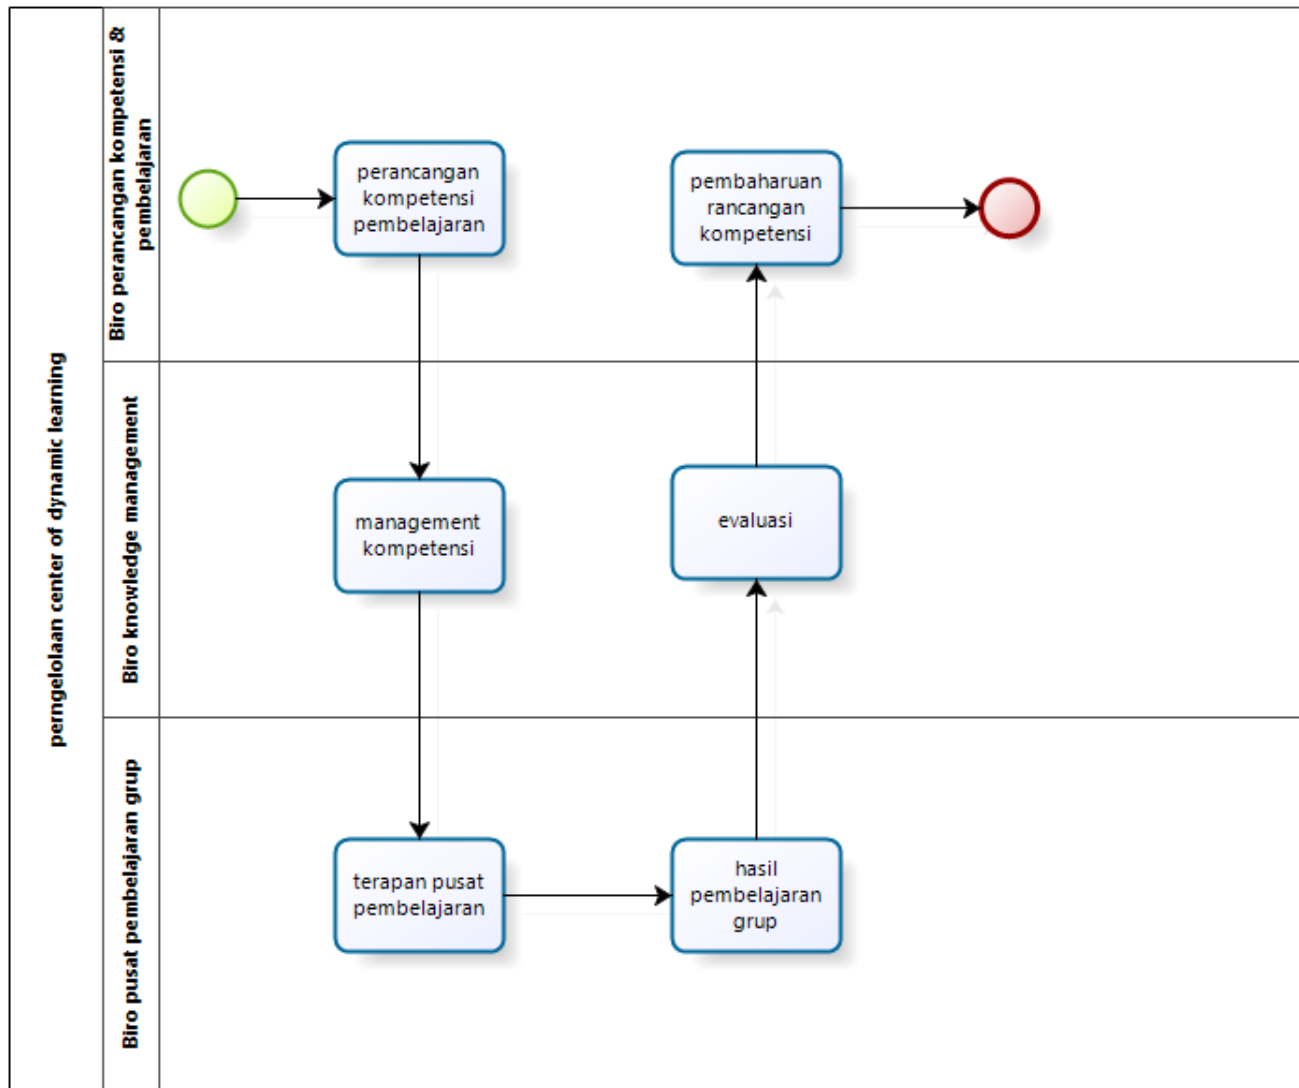 perngelolaan center of dynamic learning
Biro perancangan kompetensi &
pembelajaran
perancangan
kompetensi
pembelajaran
pembaharuan
rancangan
kompetensi
Biro knowledge management
management
kompetensi
evaluasi
Biro pusat pembelajaran grup
terapan pusat
pembelajaran
hasil
pembelajaran
grup